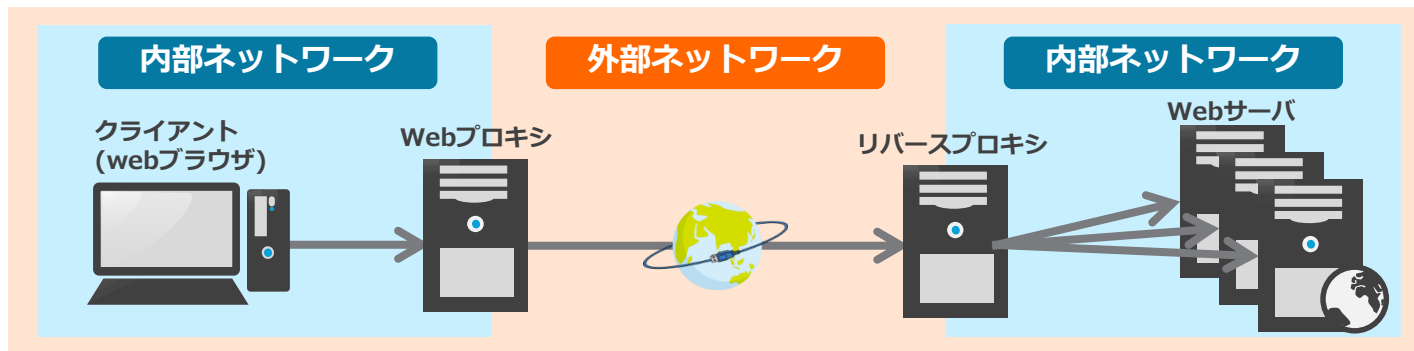 内部ネットワーク
外部ネットワーク
内部ネットワーク
クライアント
(webブラウザ)
Webプロキシ
リバースプロキシ
Webサーバ